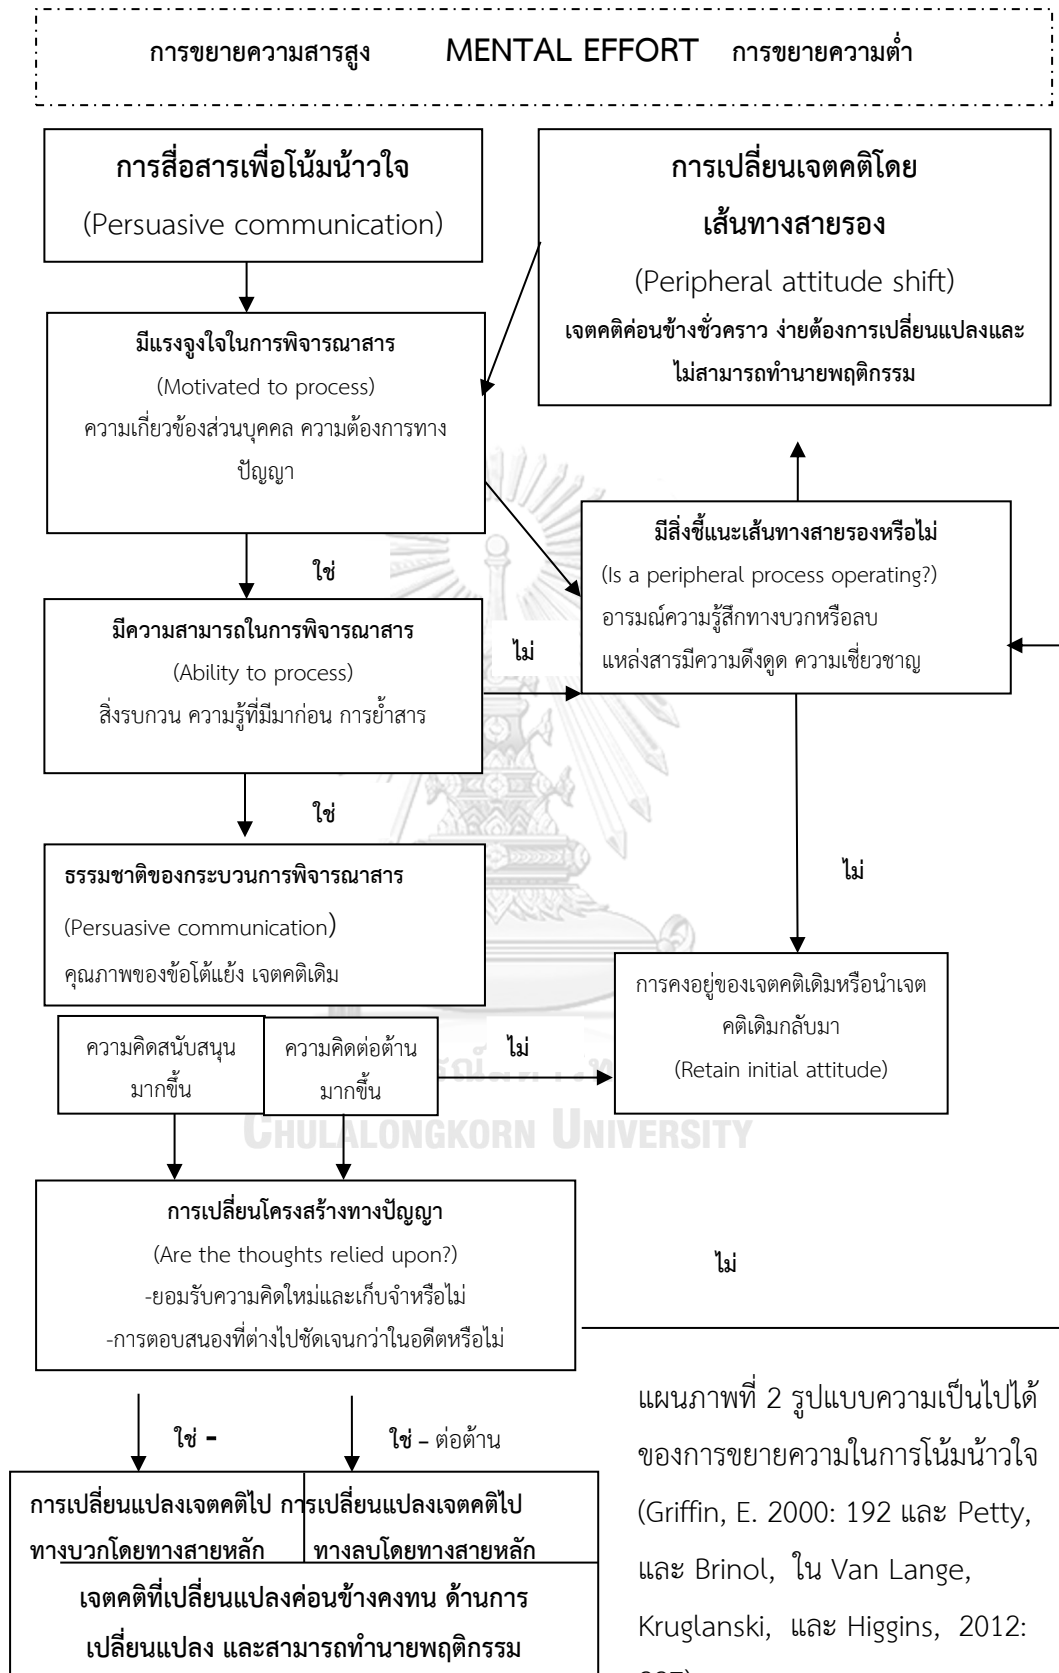 การขยายความสารสูง MENTAL EFFORT การขยายความต่ำ
การสื่อสารเพื่อโน้มน้าวใจ
(Persuasive communication)
การเปลี่ยนเจตคติโดย
เส้นทางสายรอง
(Peripheral attitude shift)
เจตคติค่อนข้างชั่วคราว ง่ายต้องการเปลี่ยนแปลงและ
ไม่สามารถทำนายพฤติกรรม
มีแรงจูงใจในการพิจารณาสาร
(Motivated to process)
ความเกี่ยวข้องส่วนบุคคล ความต้องการทาง
ปัญญา
ใช่
มีสิ่งชี้แนะเส้นทางสายรองหรือไม่
(Is a peripheral process operating?)
อารมณ์ความรู้สึกทางบวกหรือลบ
แหล่งสารมีความดึงดูด ความเชี่ยวชาญ
มีความสามารถในการพิจารณาสาร
(Ability to process)
สิ่งรบกวน ความรู้ที่มีมาก่อน การย้ำสาร
ไม่
ใช่
ธรรมชาติของกระบวนการพิจารณาสาร
(Persuasive communication)
คุณภาพของข้อโต้แย้ง เจตคติเดิม
ไม่
ความคิดสนับสนุน
มากขึ้น
ความคิดต่อต้าน
มากขึ้น
ไม่
การคงอยู่ของเจตคติเดิมหรือนำเจต
คติเดิมกลับมา
(Retain initial attitude)
CHULALONGKORN UNIVERSITY
การเปลี่ยนโครงสร้างทางปัญญา
(Are the thoughts relied upon?)
-ยอมรับความคิดใหม่และเก็บจำหรือไม่
-การตอบสนองที่ต่างไปชัดเจนกว่าในอดีตหรือไม่
ไม่
ใช่ -
ใช่ – ต่อต้าน
การเปลี่ยนแปลงเจตคติไป
ทางบวกโดยทางสายหลัก
การเปลี่ยนแปลงเจตคติไป
ทางลบโดยทางสายหลัก
เจตคติที่เปลี่ยนแปลงค่อนข้างคงทน ด้านการ
เปลี่ยนแปลง และสามารถทำนายพฤติกรรม
แผนภาพที่ 2 รูปแบบความเป็นไปได้
ของการขยายความในการโน้มน้าวใจ
(Griffin, E. 2000: 192 และ Petty,
และ Brinol, ใน Van Lange,
Kruglanski, และ Higgins, 2012: